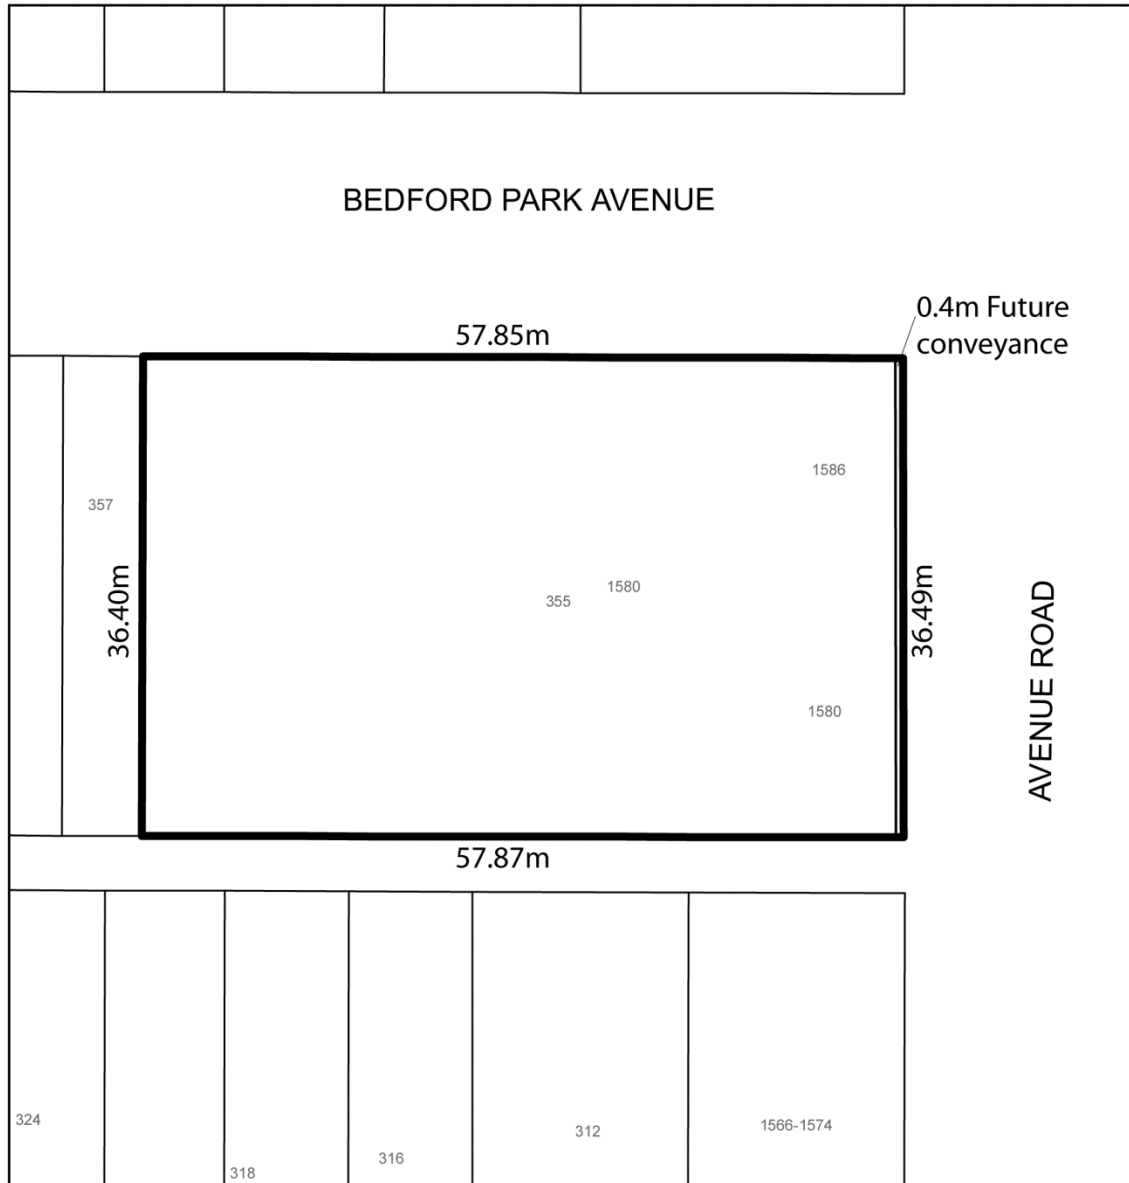 BEDFORD PARK AVENUE
0.4m Future
conveyance
57.85m
1586
357
36.40m
355
1580
36.49m
AVENUE ROAD
1580
57.87m
324
318
316
312
1566-1574